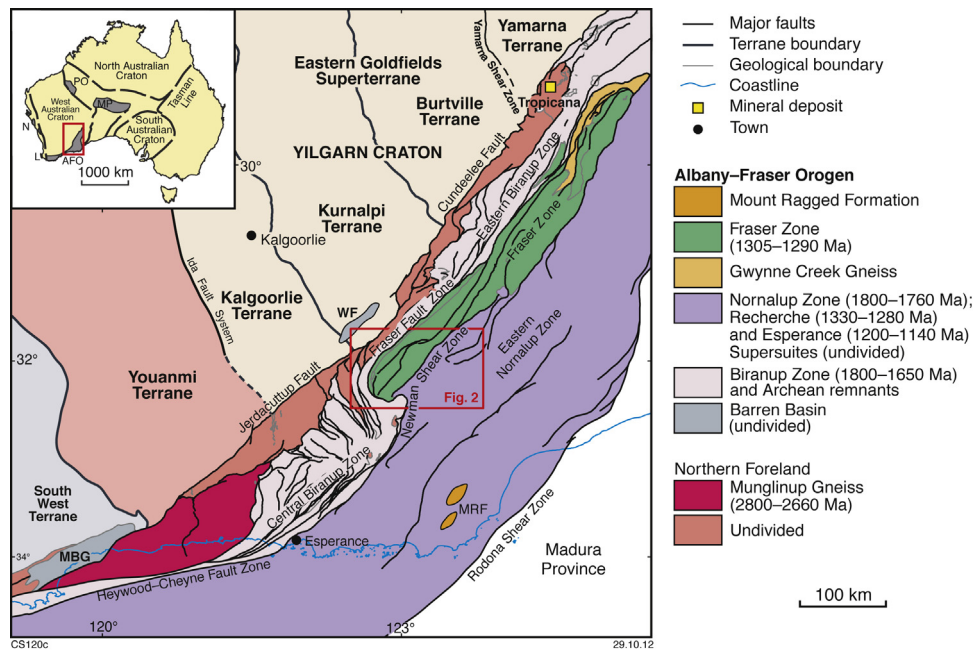 North Australian
Craton
PO
West
Australian
Craton
MP
Tasman
Line
South
Australian
Craton
N
L
AFO
1000 km
Yamarna
Terrane
Yamarna Shear Zone
Eastern Goldfields
Superterrane
Burtville
Terrane
Tropicana
YILGARN CRATON
30°
Cundeelee Fault
Eastern Biranup Zone
Fraser Zone
Kurnalpi
Terrane
Kalgoorlie
Ida Fault System
Kalgoorlie
Terrane
WF
Fraser Fault Zone
32°
Youanmi
Terrane
Jerdacuttup Fault
Newman Shear Zone
Eastern
Nornalup Zone
Fig. 2
Central Biranup Zone
South
West
Terrane
MRF
Esperance
34°
MBG
Heywood–Cheyne Fault Zone
Rodona Shear Zone
Madura
Province
120°
123°
CS120c
29.10.12
Major faults
Terrane boundary
Geological boundary
Coastline
Mineral deposit
Town
Albany–Fraser Orogen
Mount Ragged Formation
Fraser Zone
(1305–1290 Ma)
Gwynne Creek Gneiss
Nornalup Zone (1800–1760 Ma);
Recherche (1330–1280 Ma)
and Esperance (1200–1140 Ma)
Supersuites (undivided)
Biranup Zone (1800–1650 Ma)
and Archean remnants
Barren Basin
(undivided)
Northern Foreland
Munglinup Gneiss
(2800–2660 Ma)
Undivided
100 km